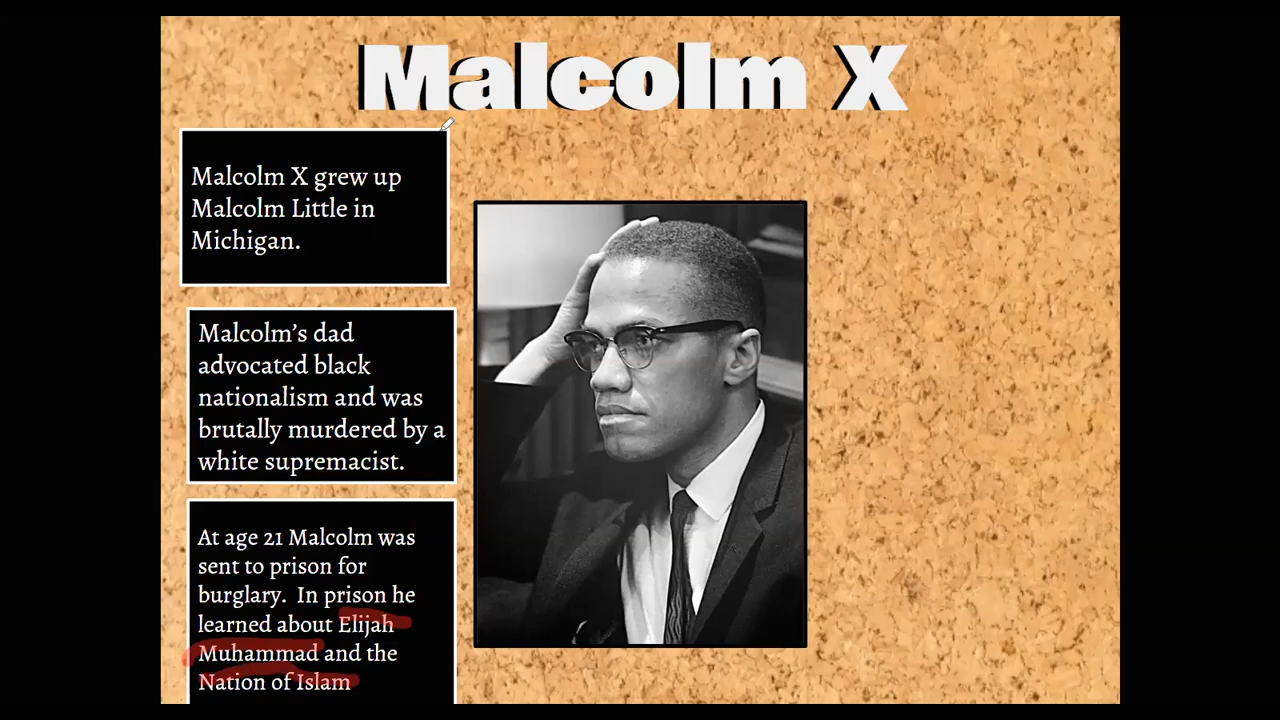 Malcolm X
Malcolm X grew up
Malcolm Little in
Michigan.
Malcolm’s dad
advocated black
nationalism and was
brutally murdered by a
white supremacist.
At age 21 Malcolm was
sent to prison for
burglary.  In prison he
learned about Elijah
Muhammad and the
Nation of Islam